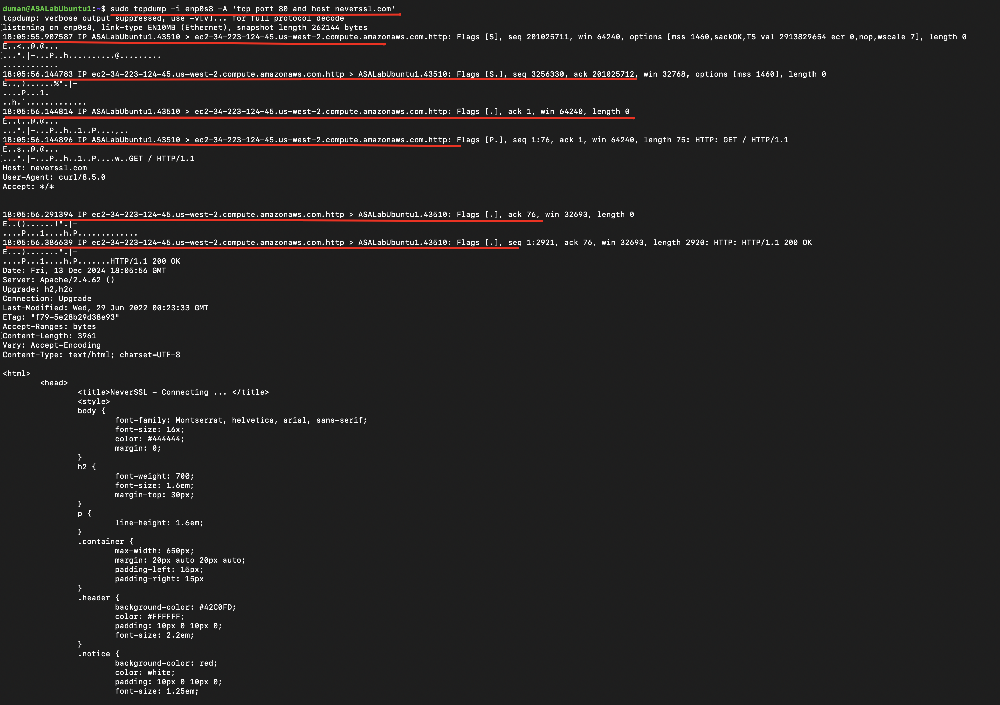 duman@ASALabUbuntu1:~$ sudo tcpdump -i enp0s8 -A 'tcp port 80 and host neverssl.com'
tcpdump: verbose output suppressed, use -v[v]... for full protocol decode
[listening on enp0s8, link-type EN10MB (Ethernet), snapshot length 262144 bytes
18:05:55.907587 IP ASALabUbuntu1.43510 > ec2-34-223-124-45.us-west-2.compute.amazonaws.com.http: Flags [S], seq 201025711, win 64240, options [mss 1460,sackOK,TS val 2913829654 ecr 0,nop,wscale 7], length 0
[E..<..@.@...
[...".|-...P..h..........@.........
............
[18:05:56.144783 IP ec2-34-223-124-45.us-west-2.compute.amazonaws.com.http > ASALabUbuntu1.43510: Flags [S.], seq 3256330, ack 201025712, win 32768, options [mss 1460], length 0
E..,)......%".|-
....P...1.
..h.`.............
18:05:56.144814 IP ASALabUbuntu1.43510 > ec2-34-223-124-45.us-west-2.compute.amazonaws.com.http: Flags [.], ack 1, win 64240, length 0
E..(..@.@...
...".|-...P..h..1..P....,..
18:05:56.144896 IP ASALabUbuntu1.43510 > ec2-34-223-124-45.us-west-2.compute.amazonaws.com.http: Flags [P.], seq 1:76, ack 1, win 64240, length 75: HTTP: GET / HTTP/1.1
E..s..@.@...
[...".|-...P..h..1..P....w..GET / HTTP/1.1
Host: neverssl.com
User-Agent: curl/8.5.0
Accept: */*
18:05:56.291394 IP ec2-34-223-124-45.us-west-2.compute.amazonaws.com.http > ASALabUbuntu1.43510: Flags [.], ack 76, win 32693, length 0
E..()......!".|-
....P...1....h.P.............
18:05:56.386639 IP ec2-34-223-124-45.us-west-2.compute.amazonaws.com.http > ASALabUbuntu1.43510: Flags [.], seq 1:2921, ack 76, win 32693, length 2920: HTTP: HTTP/1.1 200 OK
E...).......".|-
....P...1....h.P.......HTTP/1.1 200 OK
Date: Fri, 13 Dec 2024 18:05:56 GMT
Server: Apache/2.4.62 ()
Upgrade: h2,h2c
Connection: Upgrade
Last-Modified: Wed, 29 Jun 2022 00:23:33 GMT
ETag: "f79-5e28b29d38e93"
Accept-Ranges: bytes
[Content-Length: 3961
Vary: Accept-Encoding
Content-Type: text/html; charset=UTF-8
<html>
<head>
<title>NeverSSL - Connecting ... </title>
<style>
body {
font-family: Montserrat, helvetica, arial, sans-serif;
font-size: 16x;
color: #444444;
margin: 0;
}
h2 {
font-weight: 700;
font-size: 1.6em;
margin-top: 30px;
}
p {
line-height: 1.6em;
}
.container {
max-width: 650px;
margin: 20px auto 20px auto;
padding-left: 15px;
padding-right: 15px
}
.header {
background-color: #42C0FD;
color: #FFFFFF;
padding: 10px 0 10px 0;
font-size: 2.2em;
}
.notice {
background-color: red;
color: white;
padding: 10px 0 10px 0;
font-size: 1.25em;